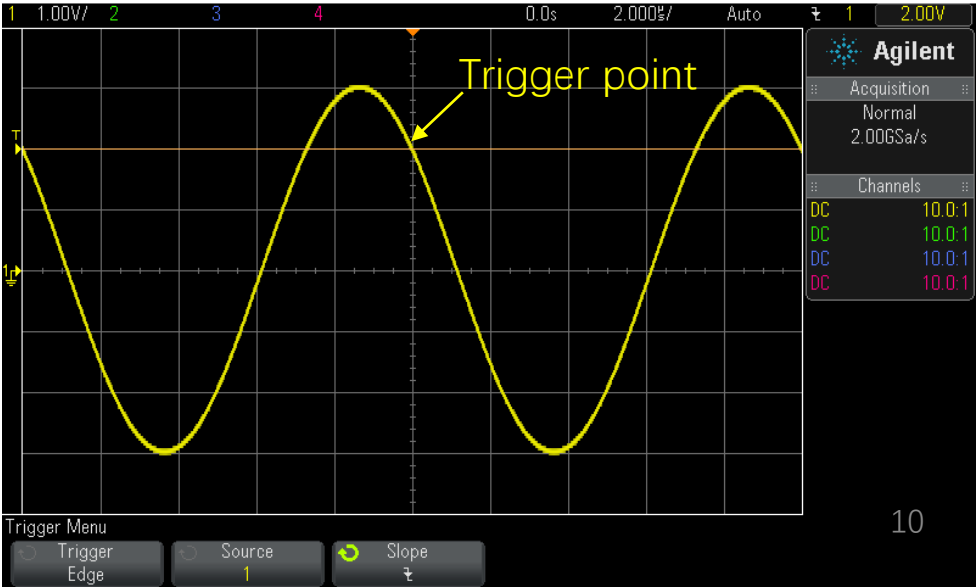 1 1.00V/ 2 3 4 0.0s 2.000㎲/ Auto 1 2.00V
Agilent
Trigger point
Acquisition
Normal
2.00GSa/s
T
Channels
DC 10.0:1
DC 10.0:1
DC 10.0:1
DC 10.0:1
1
10
Trigger Menu
Trigger
Edge
Source
1
Slope